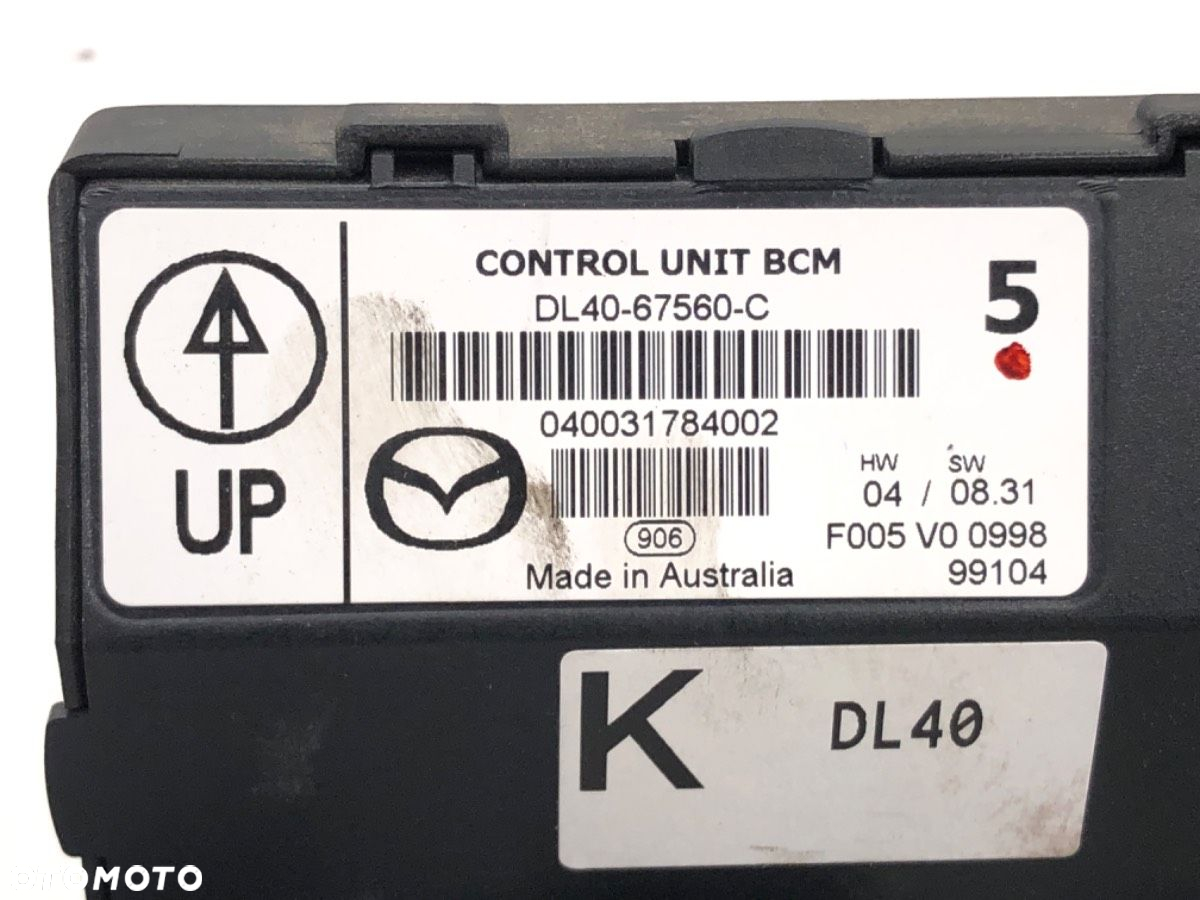 UP
CONTROL UNIT BCM
DL40-67560-C
5
040031784002
HW SW
04 / 08.31
906
F005 V0 0998
Made in Australia
99104
K DL40
OTOMOTO